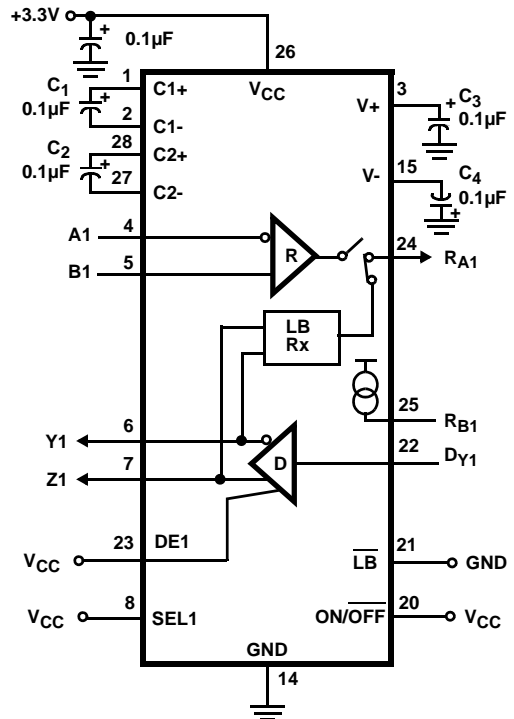 +3.3V
0.1µF
26
1
C1+
VCC
3
C1
0.1µF
V+
C3
0.1µF
2
C1-
28
C2
0.1µF
C2+
27
C2-
15
V-
C4
0.1µF
A1
4
R
24
RA1
B1
5
LB
Rx
25
RB1
Y1
6
22
DY1
Z1
7
D
VCC
23
DE1
21
LB
GND
VCC
8
SEL1
20
ON/OFF
VCC
GND
14
+
+
+
+
+